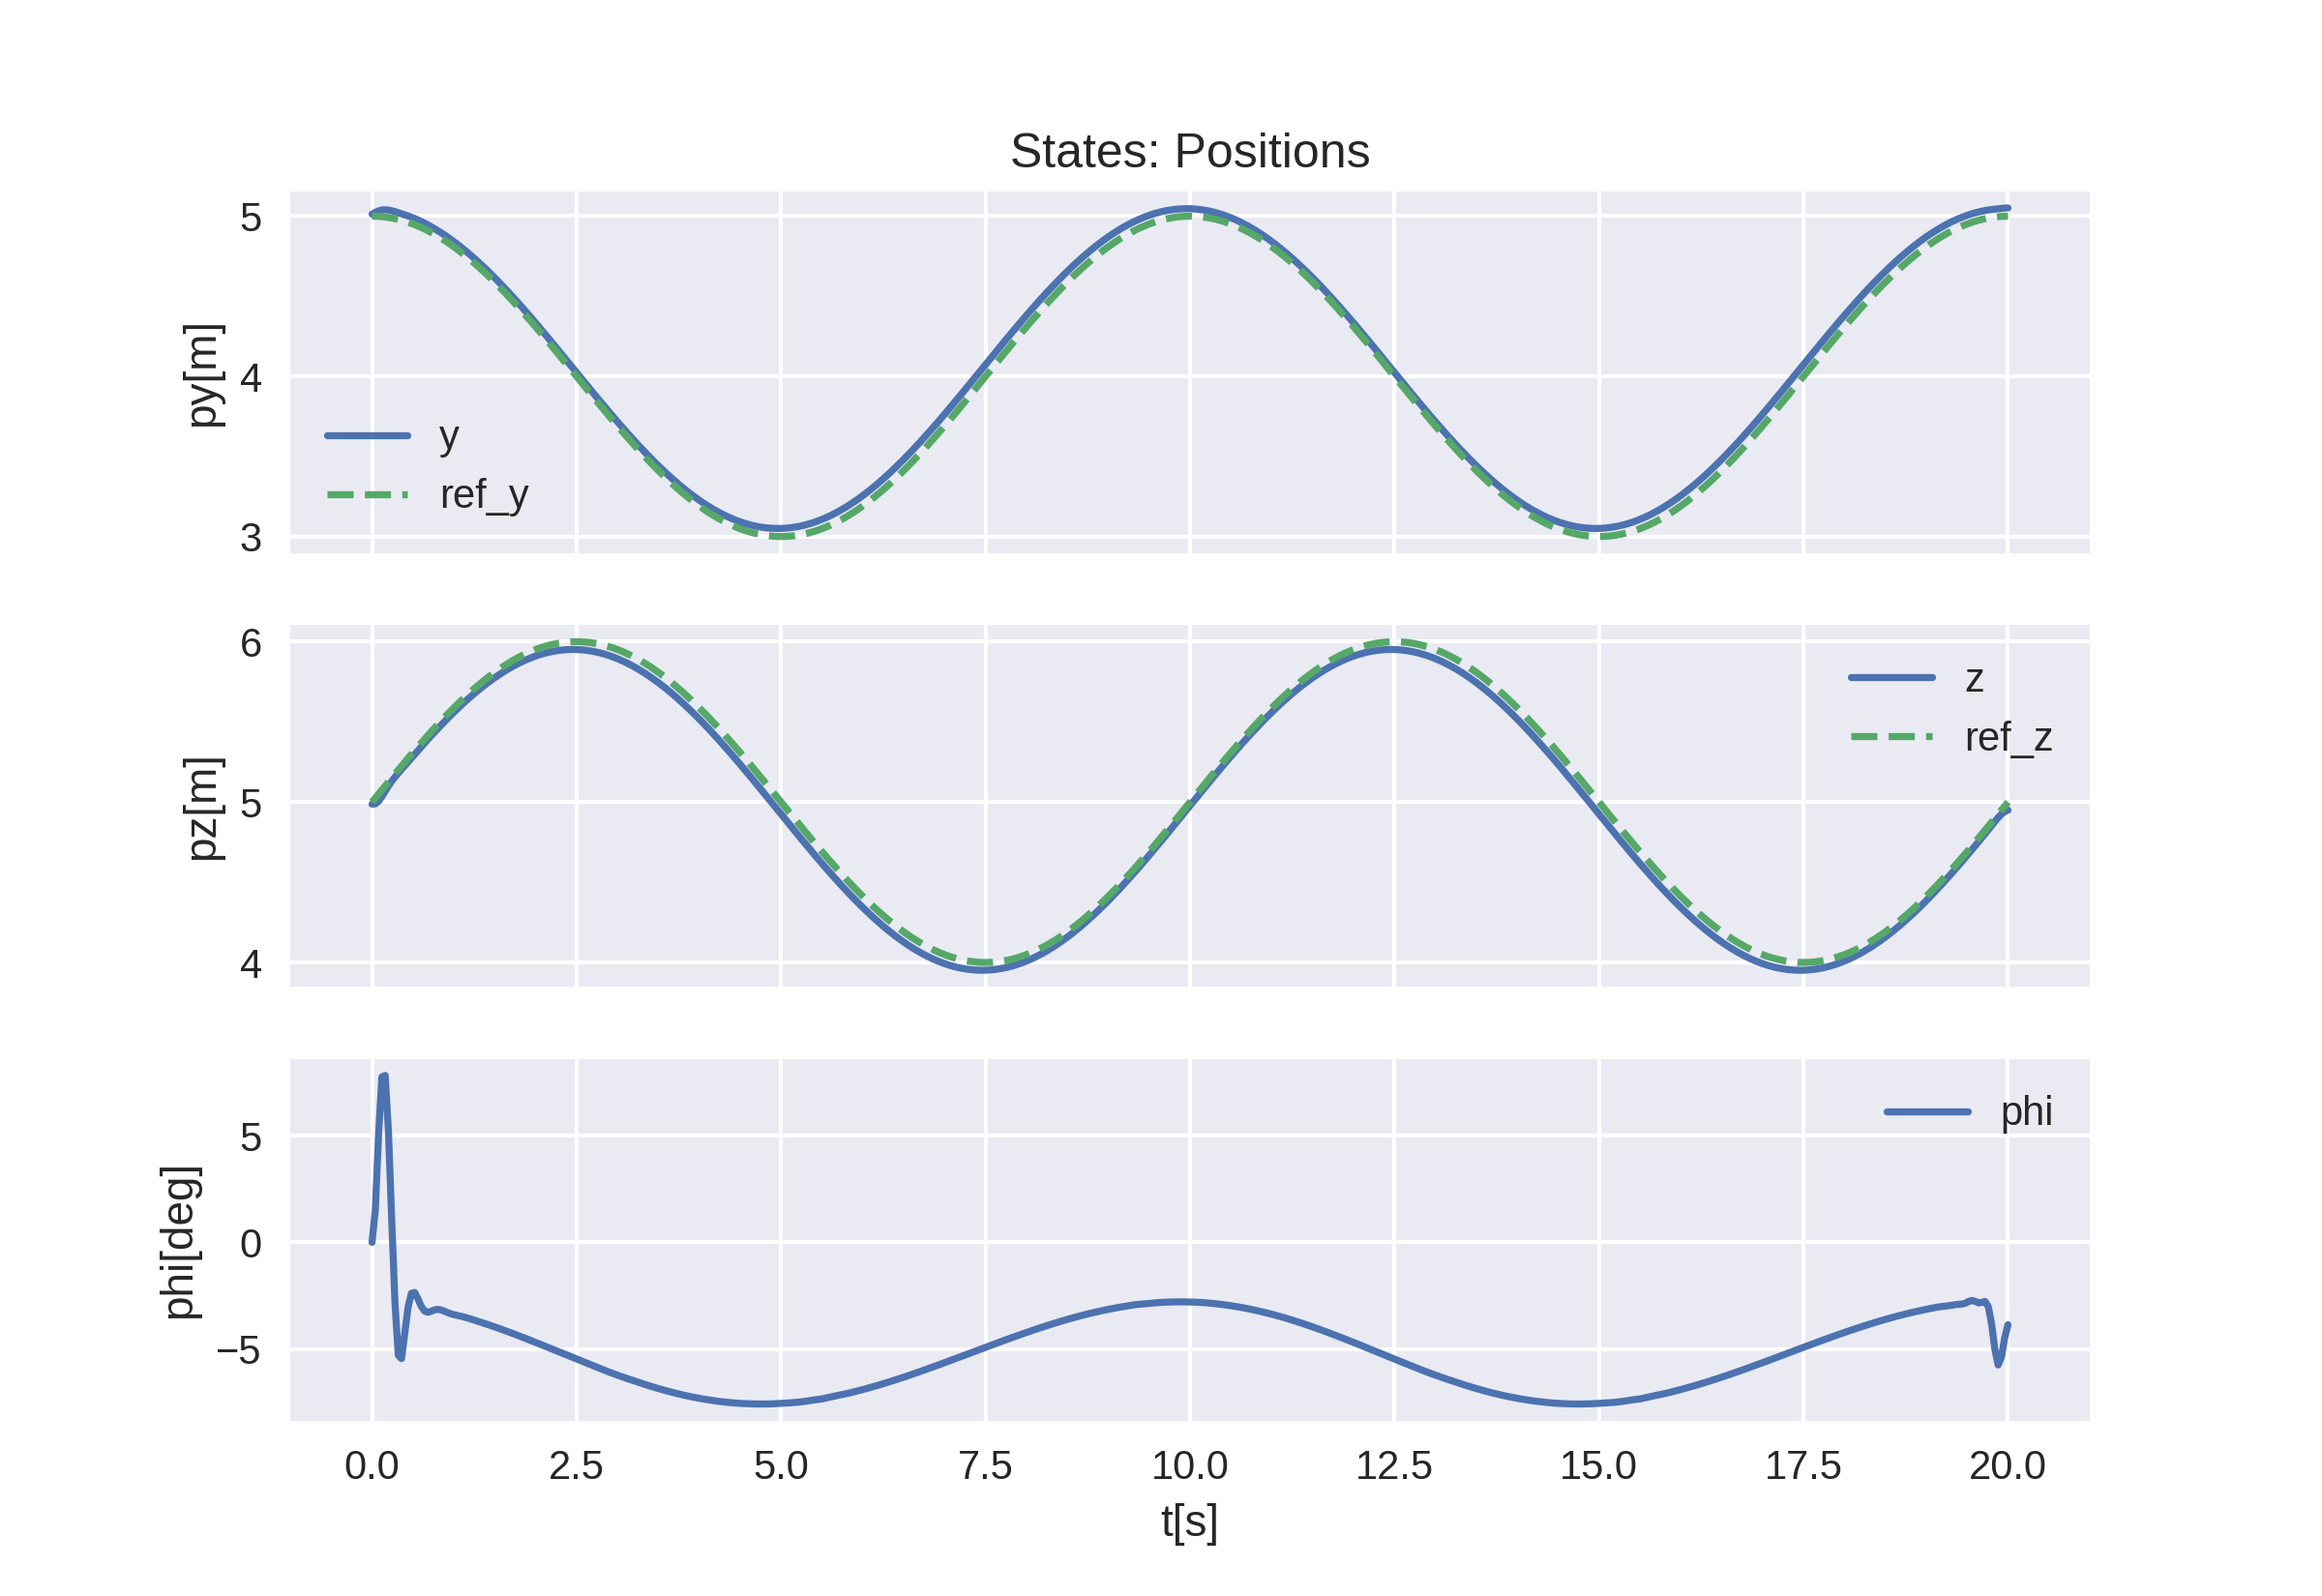 States: Positions
5
4
3
py[m]
y
ref_y
6
5
4
pz[m]
z
ref_z
5
0
−5
phi[deg]
phi
0.0 2.5 5.0 7.5 10.0 12.5 15.0 17.5 20.0
t[s]